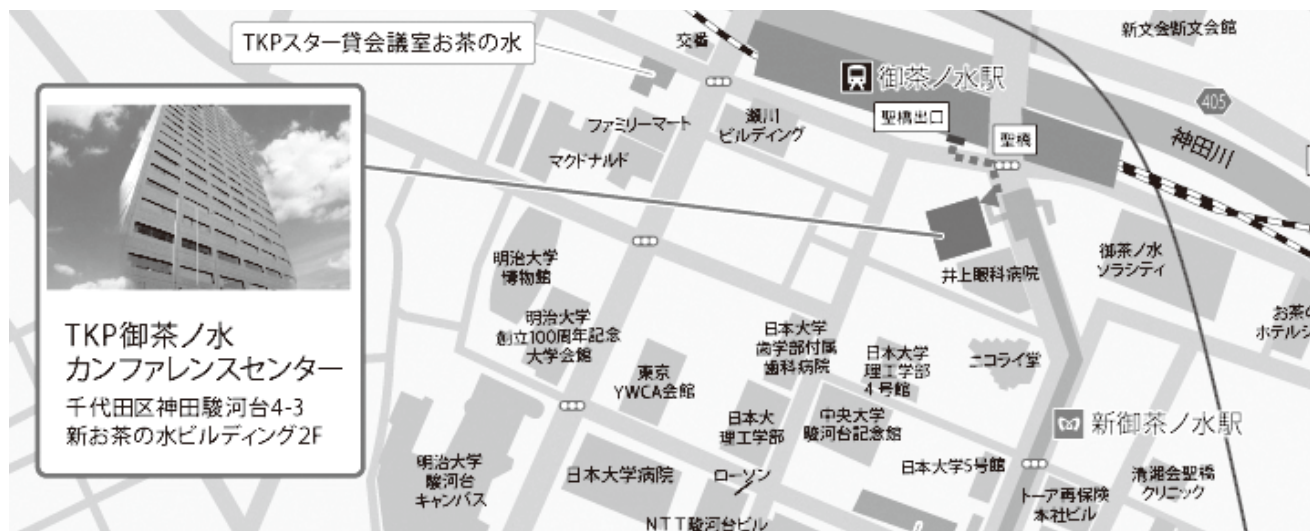 TKPスター貸会議室お茶の水
交番
新文会断文会館
御茶ノ水駅
405
聖橋出口
聖橋
神田川
瀬川
ビルディング
ファミリーマート
マクドナルド
TKP御茶ノ水
カンファレンスセンター
千代田区神田駿河台4-3
新お茶の水ビルディング2F
明治大学
博物館
井上眼科病院
御茶ノ水
ソラシティ
明治大学
創立100周年記念
大学会館
東京
YWCA会館
日本大学
歯学部付属
歯科病院
日本大学
理工学部
4号館
ニコライ堂
お茶の
ホテルジ
日本大
理工学部
中央大学
駿河台記念館
新御茶ノ水駅
明治大学
駿河台
キャンパス
日本大学病院
ローソン
日本大学5号館
トーア再保険
本社ビル
清湘会聖橋
クリニック
NTT駿河台ビル